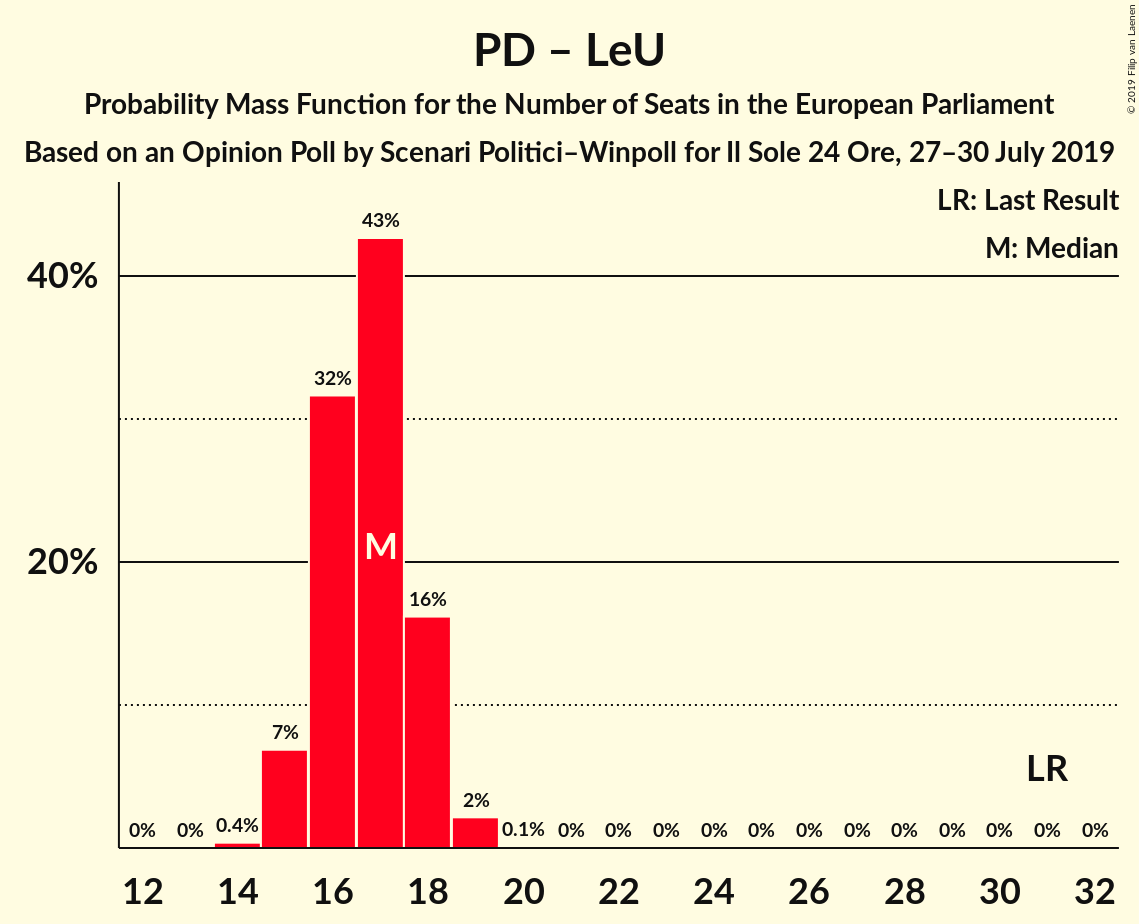 PD – LeU
Probability Mass Function for the Number of Seats in the European Parliament
Based on an Opinion Poll by Scenari Politici–Winpoll for Il Sole 24 Ore, 27–30 July 2019
© 2019 Filip van Laenen
LR: Last Result
M: Median
43%
40%
32%
M
20%
16%
7%
LR
2%
0% 0% 0.4% 0.1% 0% 0% 0% 0% 0% 0% 0% 0% 0% 0% 0% 0%
12 14 16 18 20 22 24 26 28 30 32